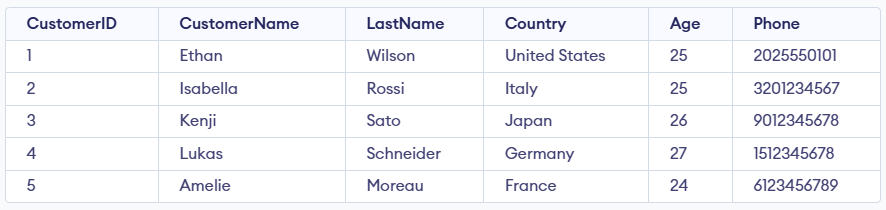 CustomerID CustomerName LastName Country Age Phone
1 Ethan Wilson United States 25 2025550101
2 Isabella Rossi Italy 25 3201234567
3 Kenji Sato Japan 26 9012345678
4 Lukas Schneider Germany 27 1512345678
5 Amelie Moreau France 24 6123456789